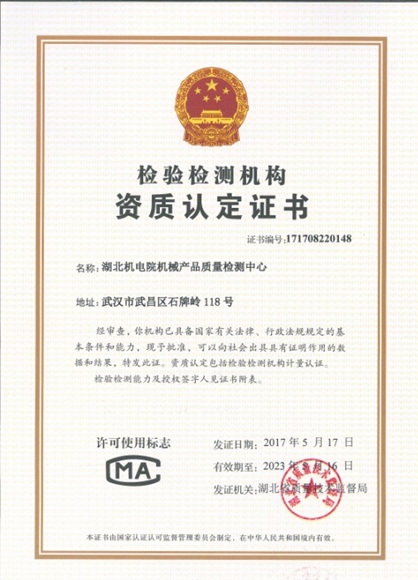 检验检测机构
资质认定证书
证书编号:171708220148
名称:湖北机电院机械产品质量检测中心
地址:武汉市武昌区石牌岭118号
经审查,你机构已具备国家有关法律、行政法规规定的基
本条件和能力,现予批准,可以向社会出具具有证明作用的数
据和结果,特发此证。资质认定包括检验检测机构计量认证。
检验检测能力及授权签字人见证书附表。
许可使用标志
MA
发证日期:2017年5月17日
有效期至:2023年5月16日
发证机关:湖北省质量技术监督局
本证书由国家认证认可监督管理委员会制定,在中华人民共和国境内有效。